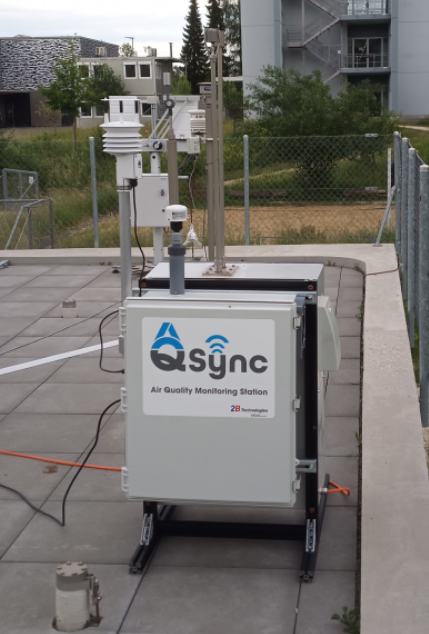 AQSync
Air Quality Monitoring Station
2B Technologies